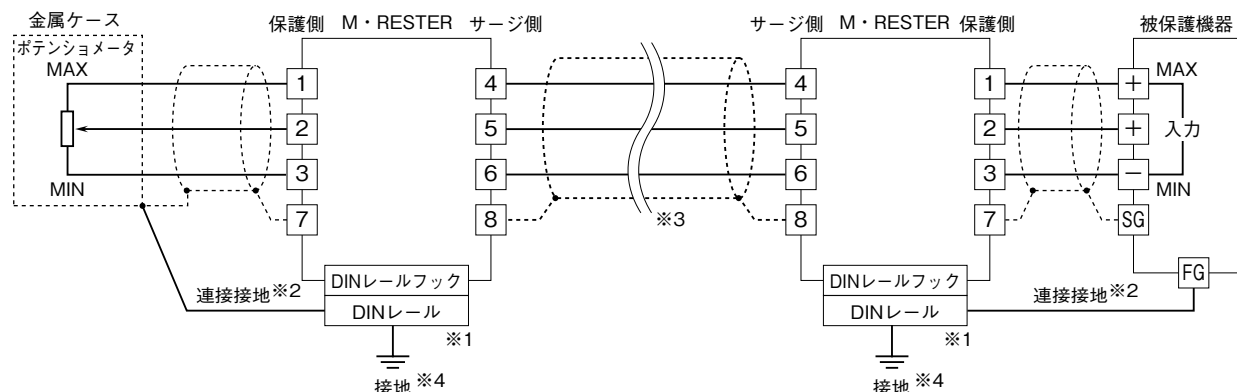 金属ケース
ポテンショメータ
MAX
MIN
保護側 M・RESTER サージ側
1
2
3
7
4
5
6
8
DINレールフック
DINレール
※1
接地※4
連接接地※2
※3
サージ側 M・RESTER 保護側
4
5
6
8
1
2
3
7
DINレールフック
DINレール
※1
接地※4
連接接地※2
被保護機器
+
MAX
+
入力
−
MIN
SG
FG